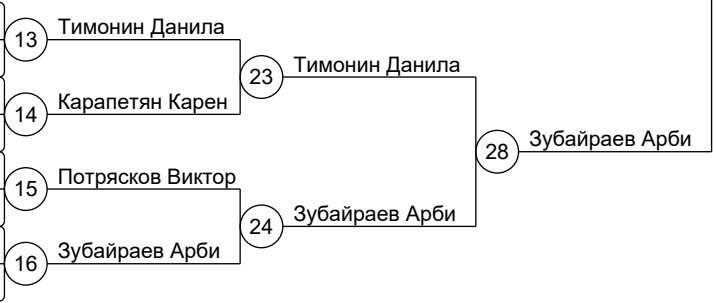 13 Тимонин Данила
23 Тимонин Данила
14 Карапетян Карен
28 Зубайраев Арби
15 Потрясков Виктор
24 Зубайраев Арби
16 Зубайраев Арби